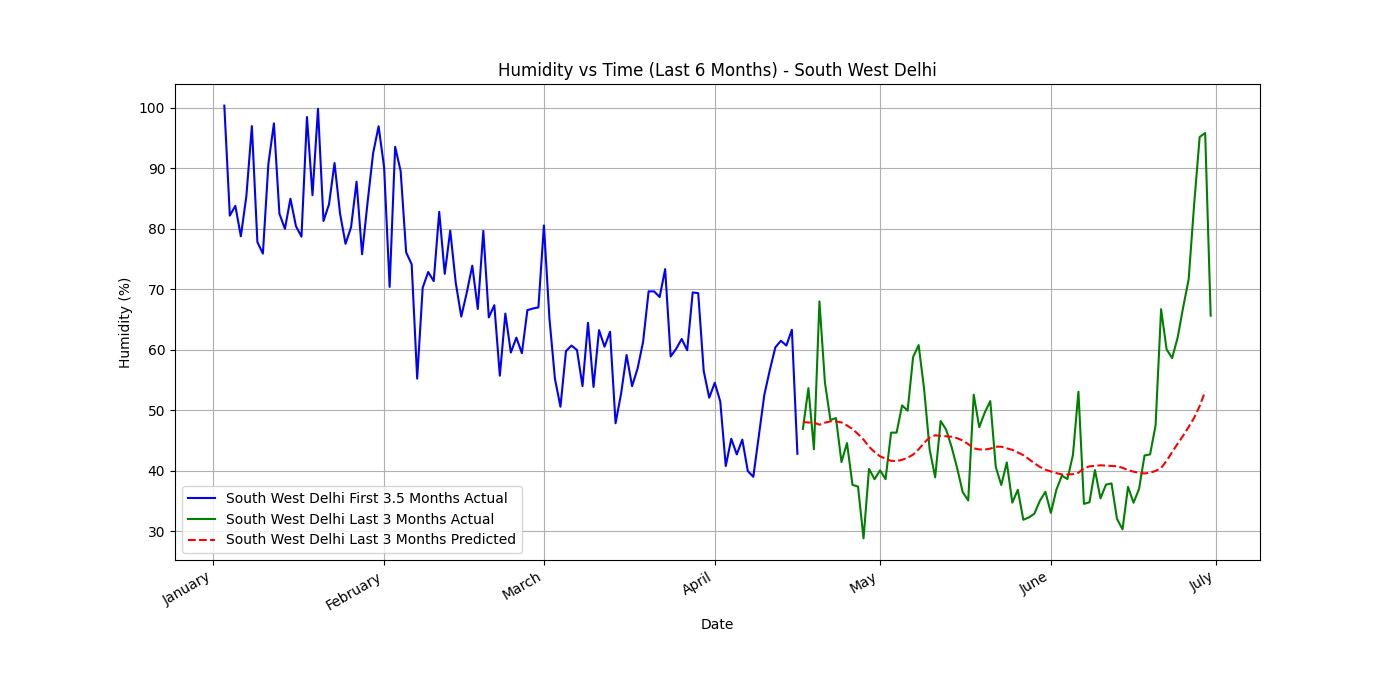 Humidity vs Time (Last 6 Months) - South West Delhi
Humidity (%)
100
90
80
70
60
50
40
30
South West Delhi First 3.5 Months Actual
South West Delhi Last 3 Months Actual
South West Delhi Last 3 Months Predicted
January
February
March
April
May
June
July
Date